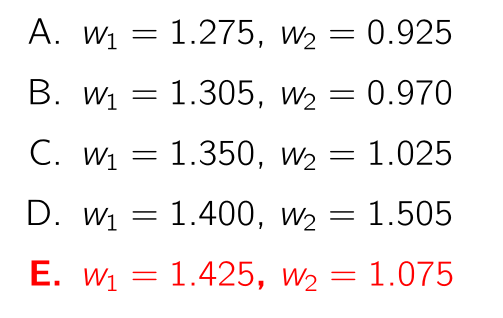 A. w₁ = 1.275, w₂ = 0.925
B. w₁ = 1.305, w₂ = 0.970
C. w₁ = 1.350, w₂ = 1.025
D. w₁ = 1.400, w₂ = 1.505
E. w₁ = 1.425, w₂ = 1.075